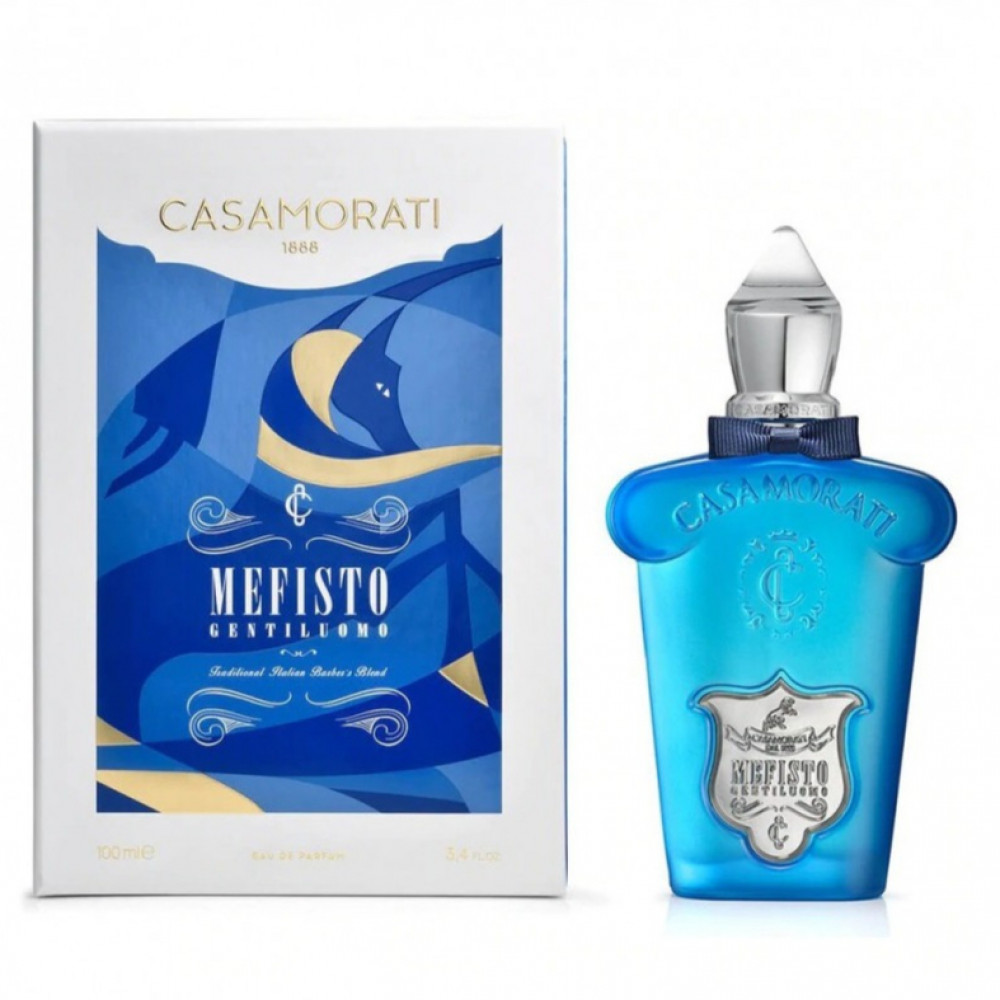 CASAMORATI
1888
MEFISTO
GENTILUOMO
Traditional Italian Barber's Blend
100 ml e
EAU DE PARFUM
3,4 FL.OZ
CASAMORATI
CASAMORATI
CASAMORATI
MEFISTO
GENTILUOMO